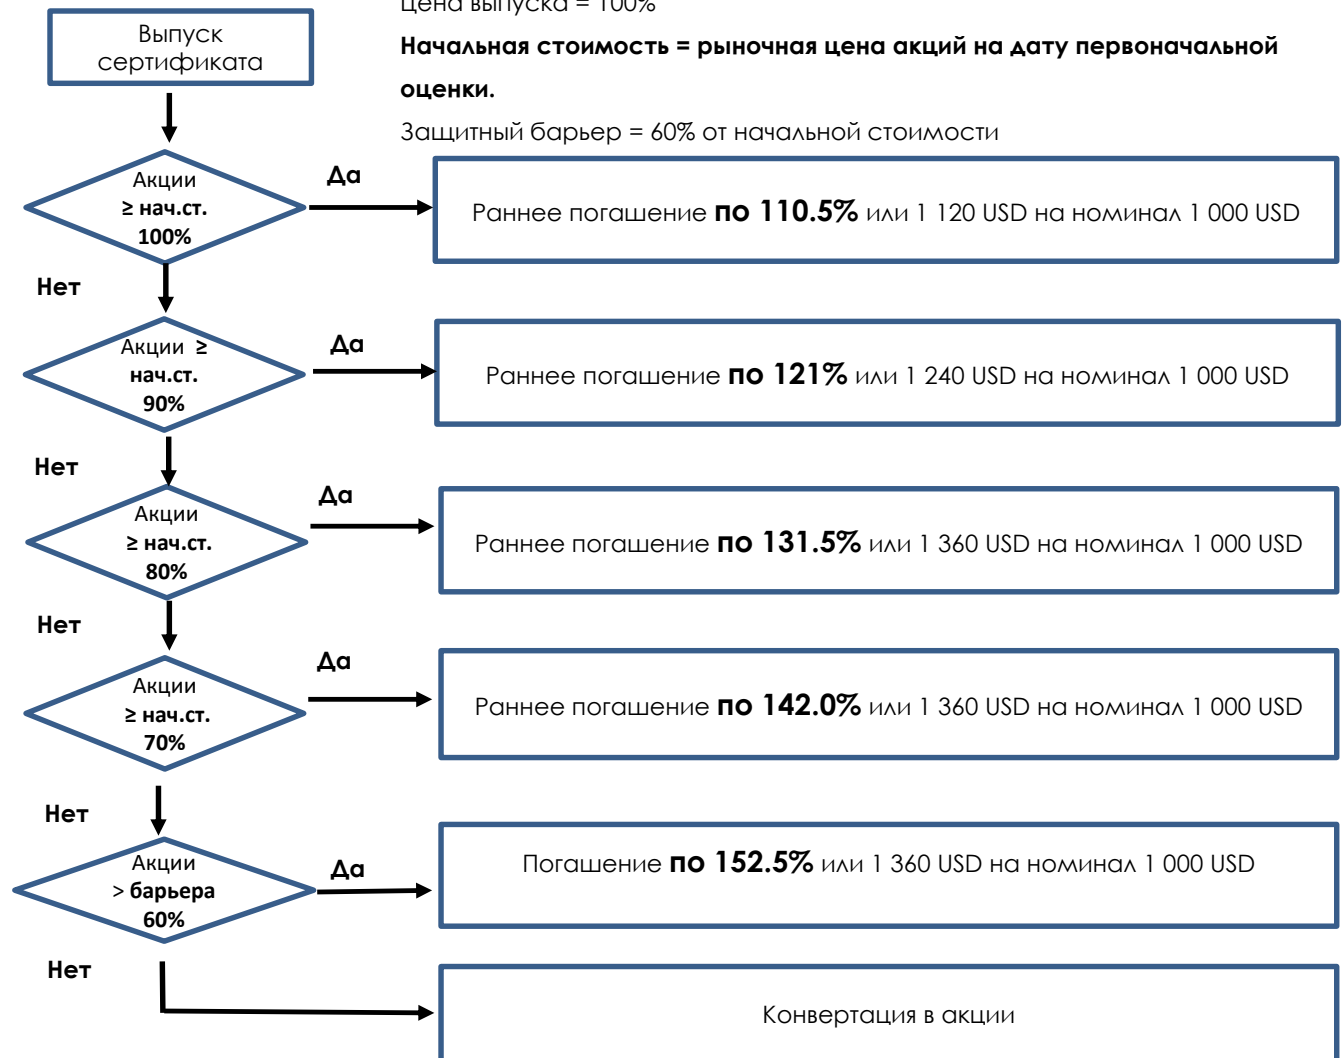 Цена выпуска = 100%
Выпуск
сертификата
Начальная стоимость = рыночная цена акций на дату первоначальной
оценки.
Защитный барьер = 60% от начальной стоимости
Акции
≥ нач.ст.
100%
Да
Раннее погашение по 110.5% или 1 120 USD на номинал 1 000 USD
Нет
Акции ≥
нач.ст.
90%
Да
Раннее погашение по 121% или 1 240 USD на номинал 1 000 USD
Нет
Акции
≥ нач.ст.
80%
Да
Раннее погашение по 131.5% или 1 360 USD на номинал 1 000 USD
Нет
Акции
≥ нач.ст.
70%
Да
Раннее погашение по 142.0% или 1 360 USD на номинал 1 000 USD
Нет
Акции
> барьера
60%
Да
Погашение по 152.5% или 1 360 USD на номинал 1 000 USD
Нет
Конвертация в акции